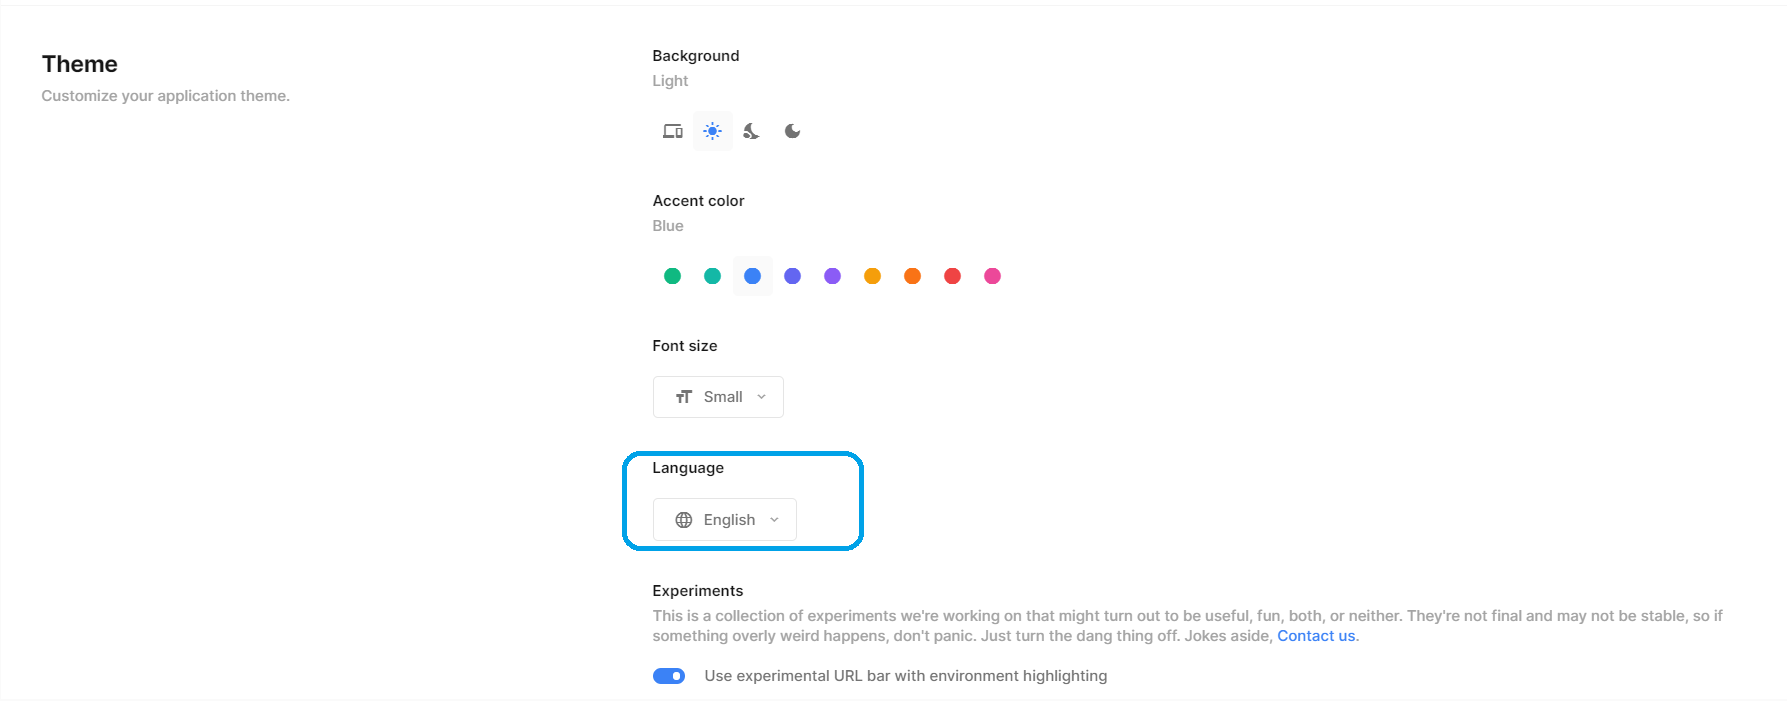 Theme
Customize your application theme.
Background
Light
Accent color
Blue
Font size
Small
Language
English
Experiments
This is a collection of experiments we're working on that might turn out to be useful, fun, both, or neither. They're not final and may not be stable, so if
something overly weird happens, don't panic. Just turn the dang thing off. Jokes aside, Contact us.
Use experimental URL bar with environment highlighting